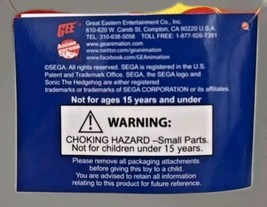 GEE
Great Eastern Entertainment Co., Inc.
610-620 W. Carob St, Compton, CA 90220 U.S.A.
TEL: 310-638-5058 TOLL FREE: 1-877-626-7391
www.geanimation.com
www.twitter.com/geanimation
www.facebook.com/GEAnimation
©SEGA. All rights. SEGA is registered in the U.S.
Patent and Trademark Office. SEGA, the SEGA logo and
Sonic The Hedgehog are either registered
trademarks or trademarks of SEGA CORPORATION or its affiliates.
Not for ages 15 years and under
WARNING:
CHOKING HAZARD –Small Parts.
Not for children under 15 years.
Please remove all packaging attachments
before giving this toy to a child.
You are advised to retain all information
relating to this product for future reference.